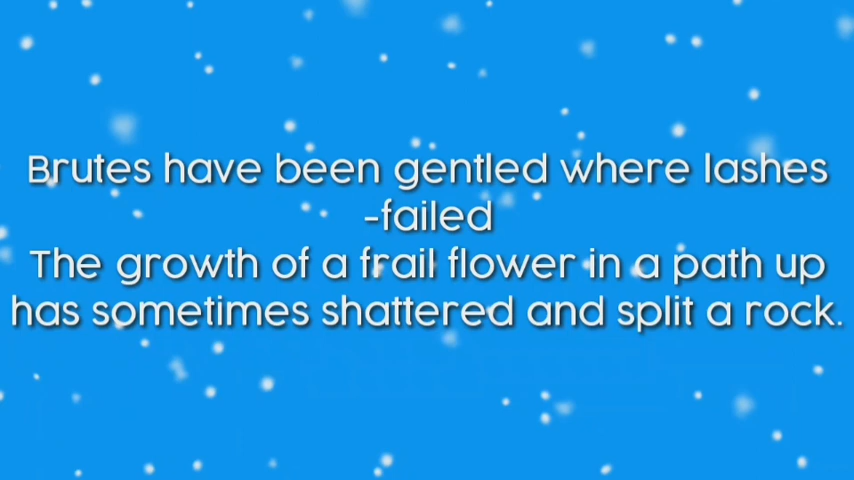 Brutes have been gentled where lashes
-failed
The growth of a frail flower in a path up
has sometimes shattered and split a rock.